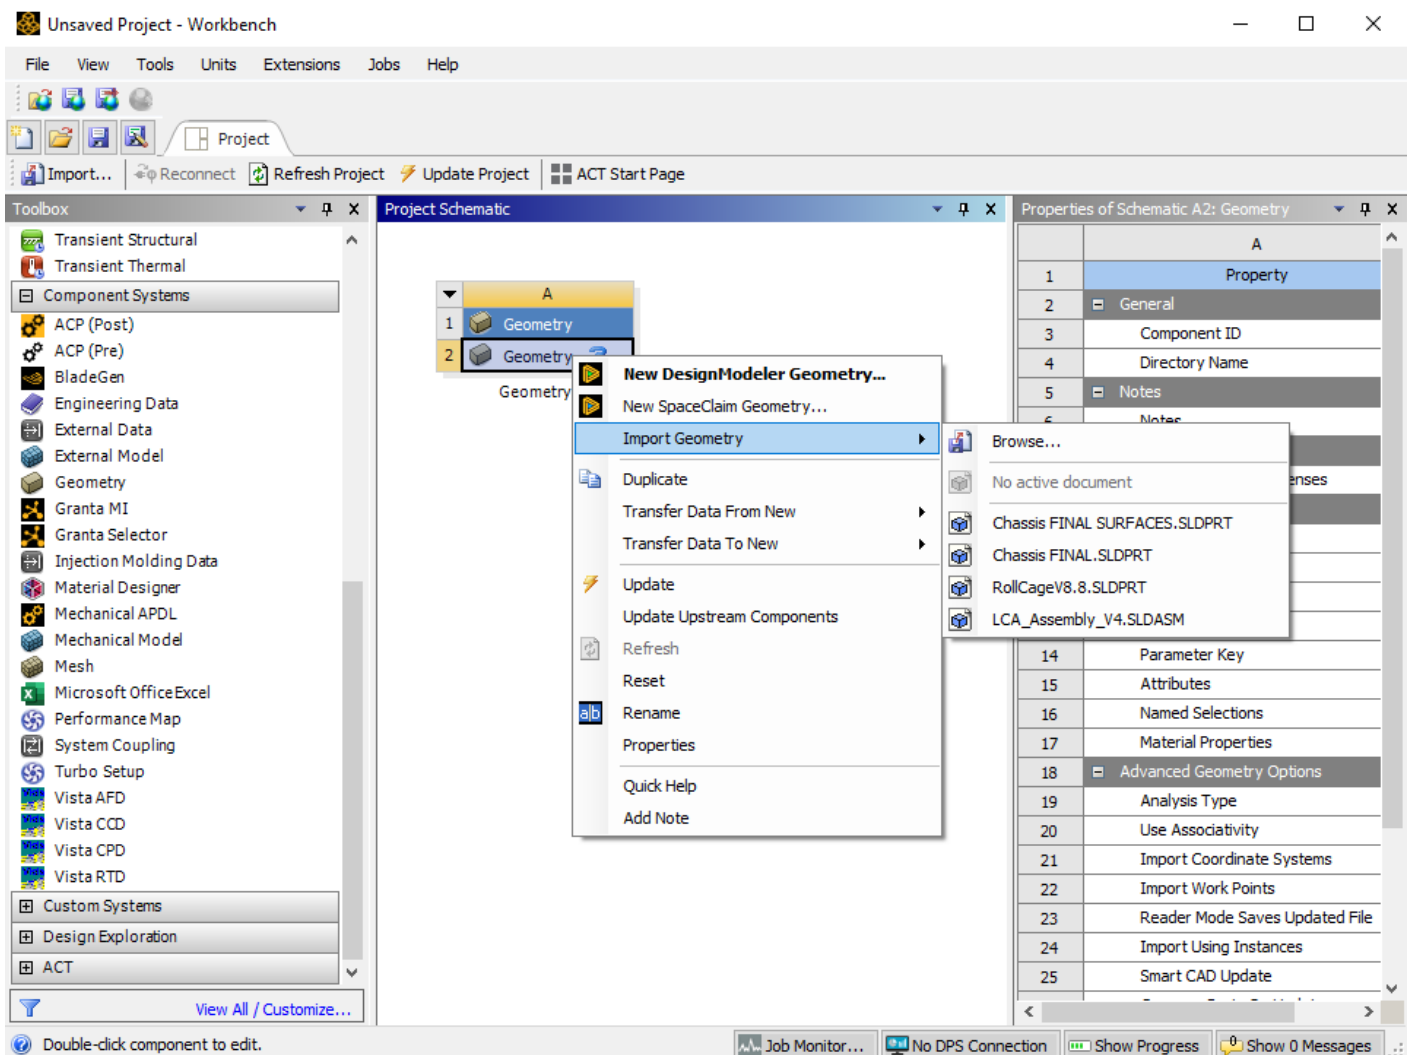 Unsaved Project - Workbench
File View Tools Units Extensions Jobs Help
Project
Import... Reconnect Refresh Project Update Project ACT Start Page
Toolbox
Transient Structural
Transient Thermal
Component Systems
ACP (Post)
ACP (Pre)
BladeGen
Engineering Data
External Data
External Model
Geometry
Granta MI
Granta Selector
Injection Molding Data
Material Designer
Mechanical APDL
Mechanical Model
Mesh
Microsoft Office Excel
Performance Map
System Coupling
Turbo Setup
Vista AFD
Vista CCD
Vista CPD
Vista RTD
Custom Systems
Design Exploration
ACT
View All / Customize...
Project Schematic
A
1 Geometry
2 Geometry
Geometry
New DesignModeler Geometry...
New SpaceClaim Geometry...
Import Geometry
Duplicate
Transfer Data From New
Transfer Data To New
Update
Update Upstream Components
Refresh
Reset
a|b Rename
Properties
Quick Help
Add Note
Browse...
No active document
Chassis FINAL SURFACES.SLDPRT
Chassis FINAL.SLDPRT
RollCageV8.8.SLDPRT
LCA_Assembly_V4.SLDASM
Properties of Schematic A2: Geometry
A
1 Property
2 General
3 Component ID
4 Directory Name
5 Notes
6 Notes
enses
14 Parameter Key
15 Attributes
16 Named Selections
17 Material Properties
18 Advanced Geometry Options
19 Analysis Type
20 Use Associativity
21 Import Coordinate Systems
22 Import Work Points
23 Reader Mode Saves Updated File
24 Import Using Instances
25 Smart CAD Update
Double-click component to edit.
Job Monitor... No DPS Connection Show Progress 0 Show 0 Messages